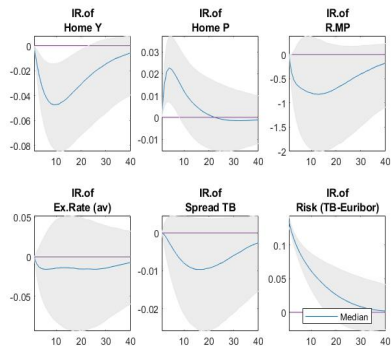 IR.of
Home Y
0
-0.02
-0.04
-0.06
-0.08
10 20 30 40
IR.of
Home P
0.03
0.02
0.01
0
-0.01
10 20 30 40
IR.of
R.MP
0
-0.5
-1
-1.5
-2
10 20 30 40
IR.of
Ex.Rate (av)
0.05
0
-0.05
10 20 30 40
IR.of
Spread TB
0
-0.01
-0.02
10 20 30 40
IR.of
Risk (TB-Euribor)
0.1
0.05
0
Median
10 20 30 40